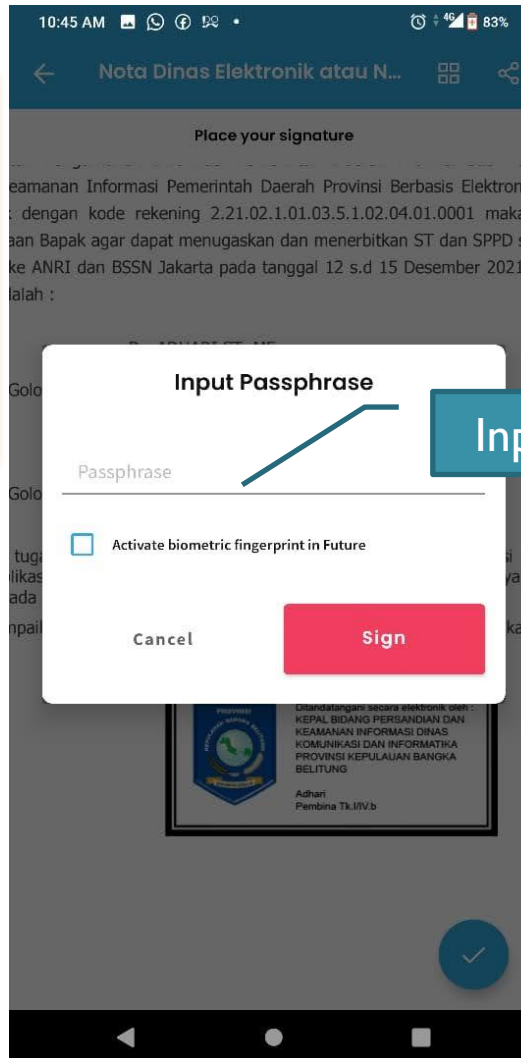 10:45 AM
83%
Nota Dinas Elektronik atau N...
Place your signature
eamanan Informasi Pemerintah Daerah Provinsi Berbasis Elektron
dengan kode rekening 2.21.02.1.01.03.5.1.02.04.01.0001 maka
aan Bapak agar dapat menugaskan dan menerbitkan ST dan SPPD s
ke ANRI dan BSSN Jakarta pada tanggal 12 s.d 15 Desember 2021
lalah :
Golo
Input Passphrase
Inp
Passphrase
Golo
Activate biometric fingerprint in Future
tuga
likas
ada
mpail
Cancel
Sign
Ditandatangani secara elektronik oleh :
KEPAL BIDANG PERSANDIAN DAN
KEAMANAN INFORMASI DINAS
KOMUNIKASI DAN INFORMATIKA
PROVINSI KEPULAUAN BANGKA
BELITUNG
Adhari
Pembina Tk.I/IV.b